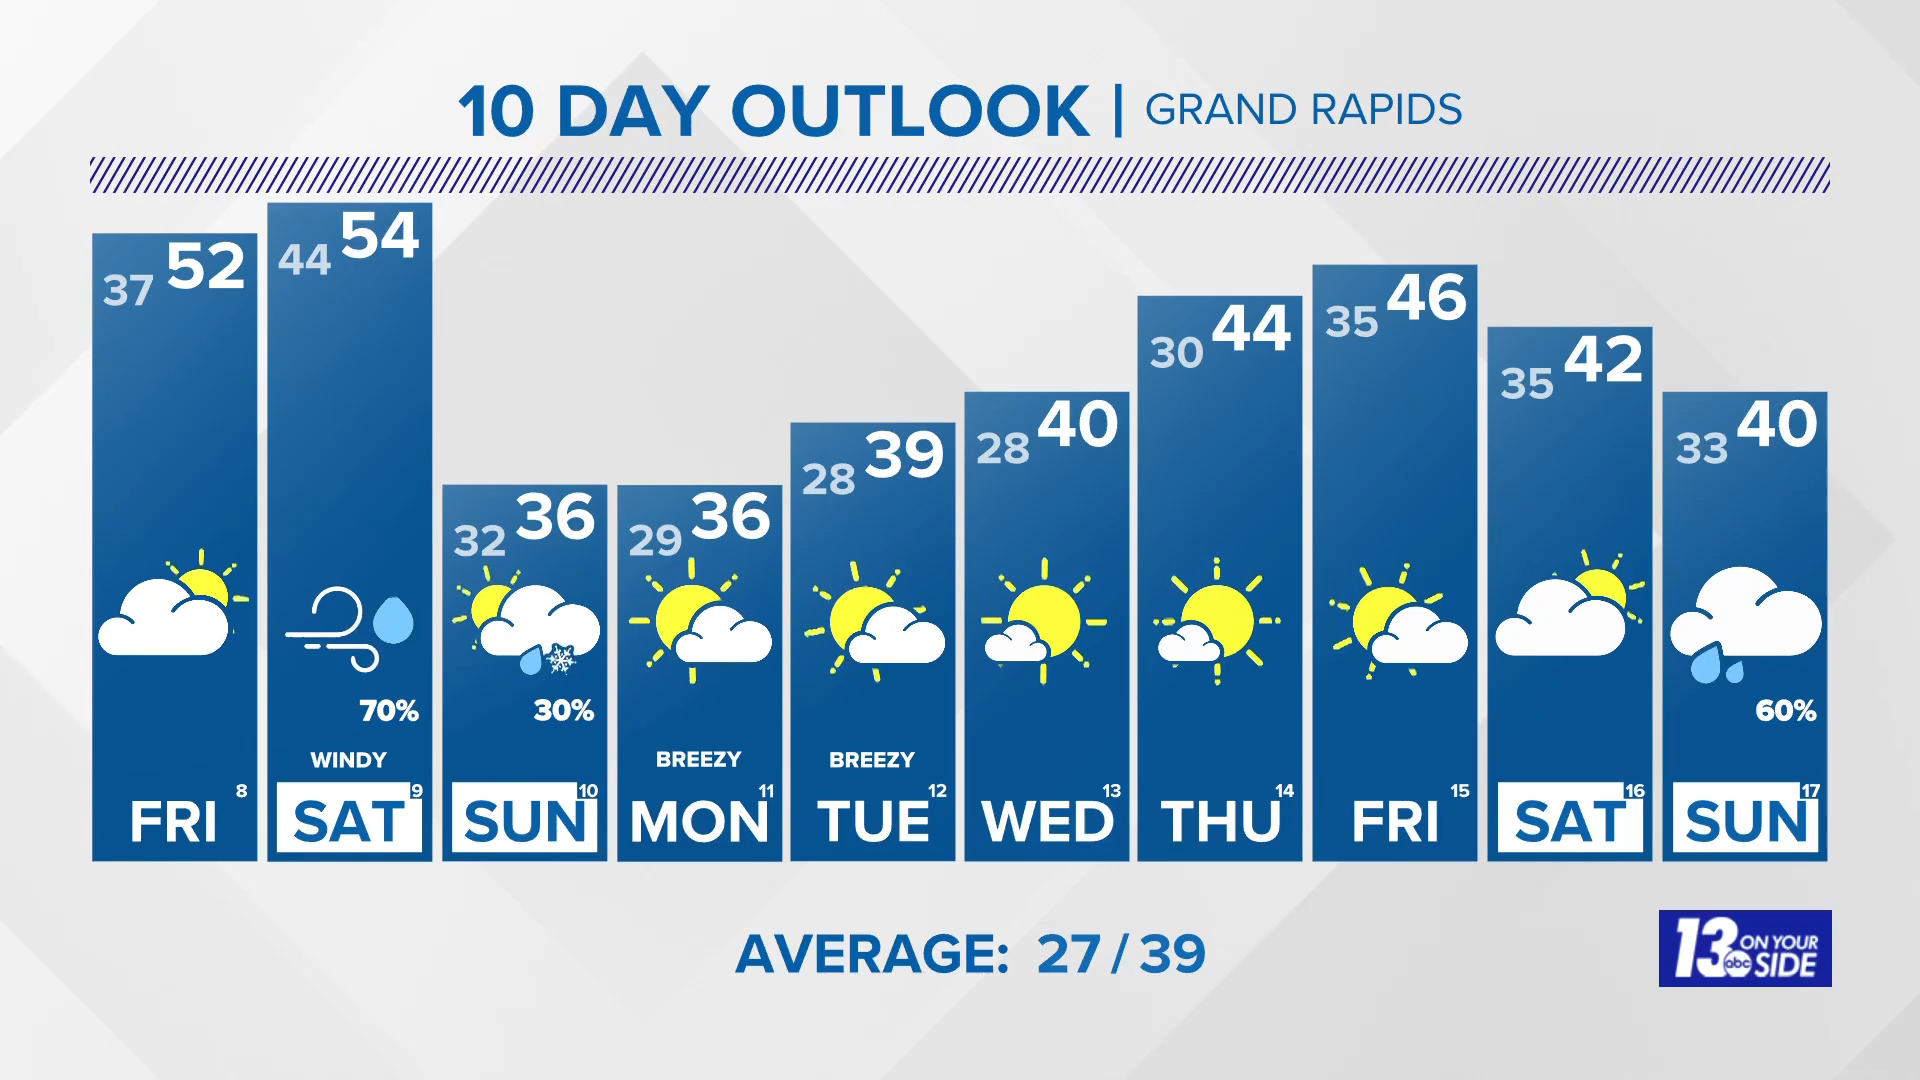 10 DAY OUTLOOK | GRAND RAPIDS
37 52
44 54
32 36
29 36
28 39
28 40
30 44
35 46
35 42
33 40
70%
30%
60%
WINDY
BREEZY
BREEZY
FRI 8
SAT 9
SUN 10
MON 11
TUE 12
WED 13
THU 14
FRI 15
SAT 16
SUN 17
AVERAGE: 27 / 39
13 abc ON YOUR SIDE